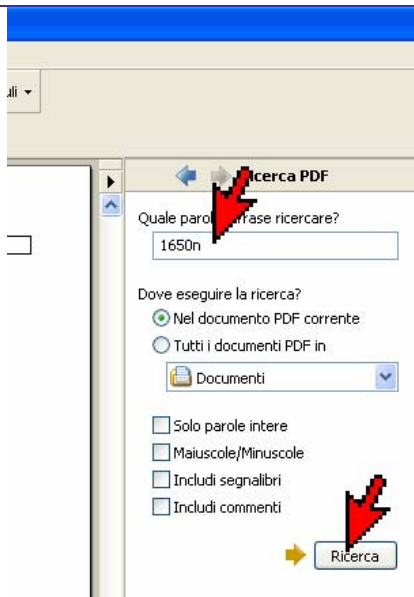 uli
Ricerca PDF
Quale parola o frase ricercare?
1650n
Dove eseguire la ricerca?
Nel documento PDF corrente
Tutti i documenti PDF in
Documenti
Solo parole intere
Maiuscole/Minuscole
Includi segnalibri
Includi commenti
Ricerca